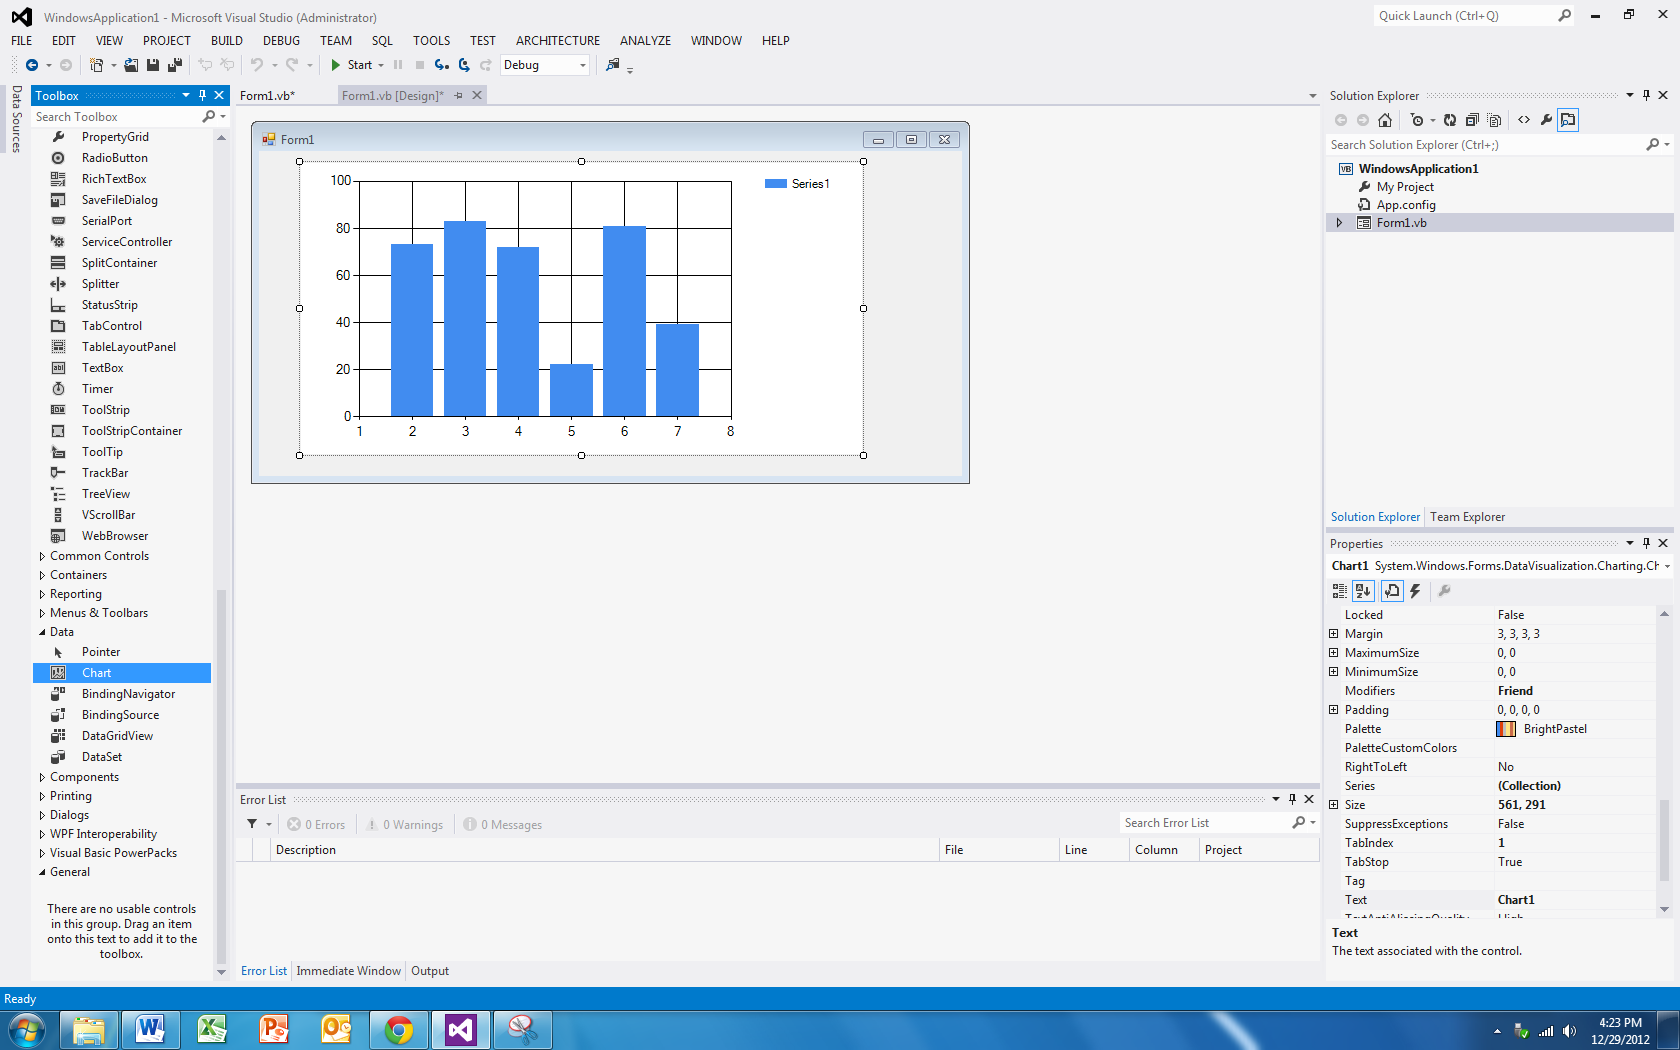 WindowsApplication1 - Microsoft Visual Studio (Administrator)
Quick Launch (Ctrl+Q)
FILE EDIT VIEW PROJECT BUILD DEBUG TEAM SQL TOOLS TEST ARCHITECTURE ANALYZE WINDOW HELP
Start Debug
Data Sources
Toolbox
Search Toolbox
PropertyGrid
RadioButton
RichTextBox
SaveFileDialog
SerialPort
ServiceController
SplitContainer
Splitter
StatusStrip
TabControl
TableLayoutPanel
TextBox
Timer
ToolStrip
ToolStripContainer
ToolTip
TrackBar
TreeView
VScrollBar
WebBrowser
Common Controls
Containers
Reporting
Menus & Toolbars
Data
Pointer
Chart
BindingNavigator
BindingSource
DataGridView
DataSet
Components
Printing
Dialogs
WPF Interoperability
Visual Basic PowerPacks
General
There are no usable controls
in this group. Drag an item
onto this text to add it to the
toolbox.
Form1.vb* Form1.vb [Design]*
Form1
100
80
60
40
20
0
1 2 3 4 5 6 7 8
Series1
Error List
0 Errors 0 Warnings 0 Messages
Search Error List
Description File Line Column Project
Error List Immediate Window Output
Solution Explorer
Search Solution Explorer (Ctrl+;)
WindowsApplication1
My Project
App.config
Form1.vb
Solution Explorer Team Explorer
Properties
Chart1 System.Windows.Forms.DataVisualization.Charting.Ch
Locked False
Margin 3, 3, 3, 3
MaximumSize 0, 0
MinimumSize 0, 0
Modifiers Friend
Padding 0, 0, 0, 0
Palette BrightPastel
PaletteCustomColors
RightToLeft No
Series (Collection)
Size 561, 291
SuppressExceptions False
TabIndex 1
TabStop True
Tag
Text Chart1
TextAntiAliasingQuality High
Text
The text associated with the control.
Ready
4:23 PM
12/29/2012